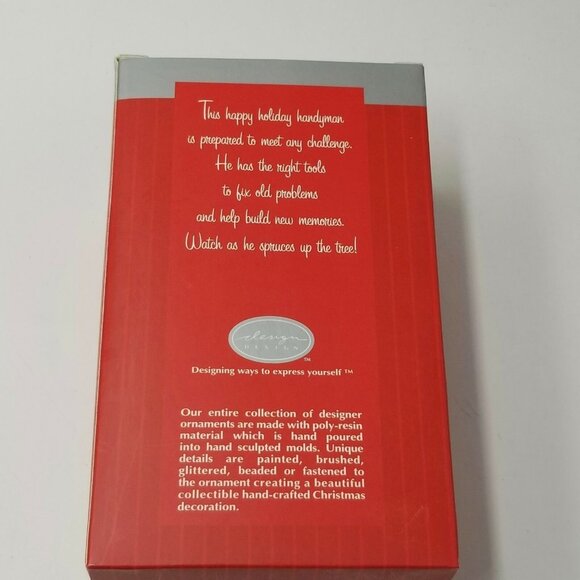 This happy holiday handyman
is prepared to meet any challenge.
He has the right tools
to fix old problems
and help build new memories.
Watch as he spruces up the tree!
design
DESIGN
TM
Designing ways to express yourself ™
Our entire collection of designer
ornaments are made with poly-resin
material which is hand poured
into hand sculpted molds. Unique
details are painted, brushed,
glittered, beaded or fastened to
the ornament creating a beautiful
collectible hand-crafted Christmas
decoration.